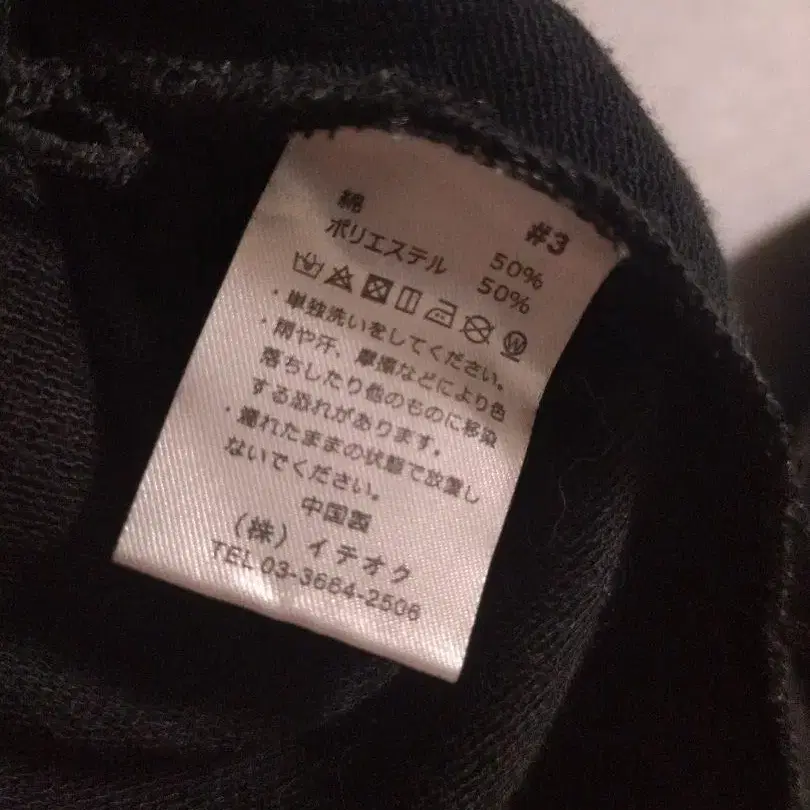 #3
綿 50%
ポリエステル 50%
・単独洗いをしてください。
・雨や汗、摩擦などにより色
落ちしたり他のものに移染
する恐れがあります。
・濡れたままの状態で放置し
ないでください。
中国製
（株）イテオク
TEL 03-3664-2506